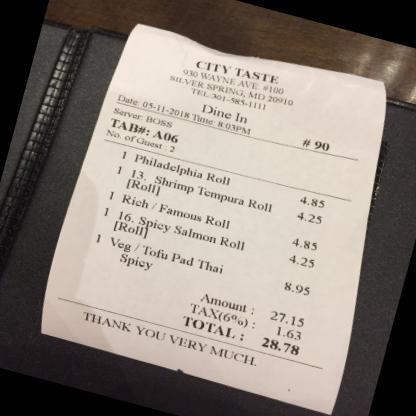 CITY TASTE
930 WAYNE AVE. #100
SILVER SPRING, MD 20910
TEL:301-585-1111
Dine In
Date: 05-11-2018 Time: 8:03PM
Server: BOSS # 90
TAB#: A06
No. of Guest : 2
1 Philadelphia Roll 4.85
1 13. Shrimp Tempura Roll 4.25
[Roll]
1 Rich / Famous Roll 4.85
1 16. Spicy Salmon Roll 4.25
[Roll]
1 Veg / Tofu Pad Thai 8.95
Spicy
Amount : 27.15
TAX(6%) : 1.63
TOTAL : 28.78
THANK YOU VERY MUCH.